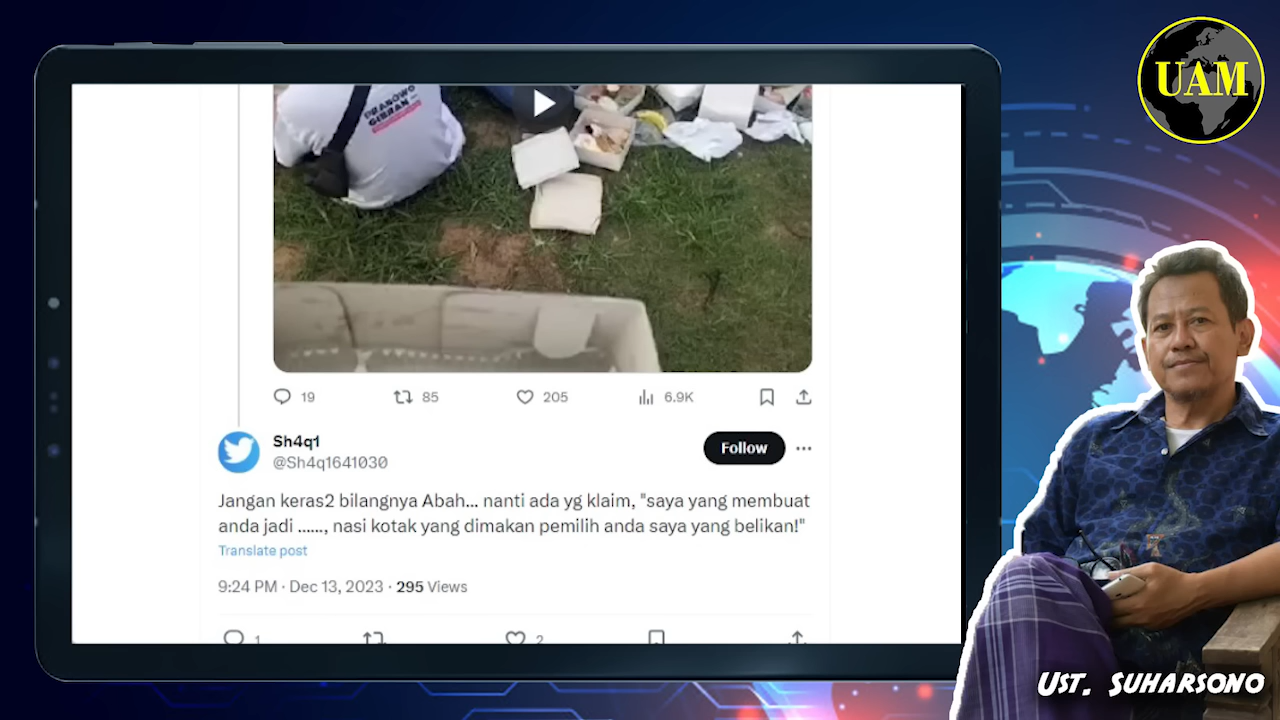 UAM
PRABOWO
GIBRAN
19
85
205
6.9K
Sh4q1
@Sh4q1641030
Follow
Jangan keras2 bilangnya Abah... nanti ada yg klaim, "saya yang membuat
anda jadi ......, nasi kotak yang dimakan pemilih anda saya yang belikan!"
Translate post
9:24 PM · Dec 13, 2023 · 295 Views
1
2
UST. SUHARSONO